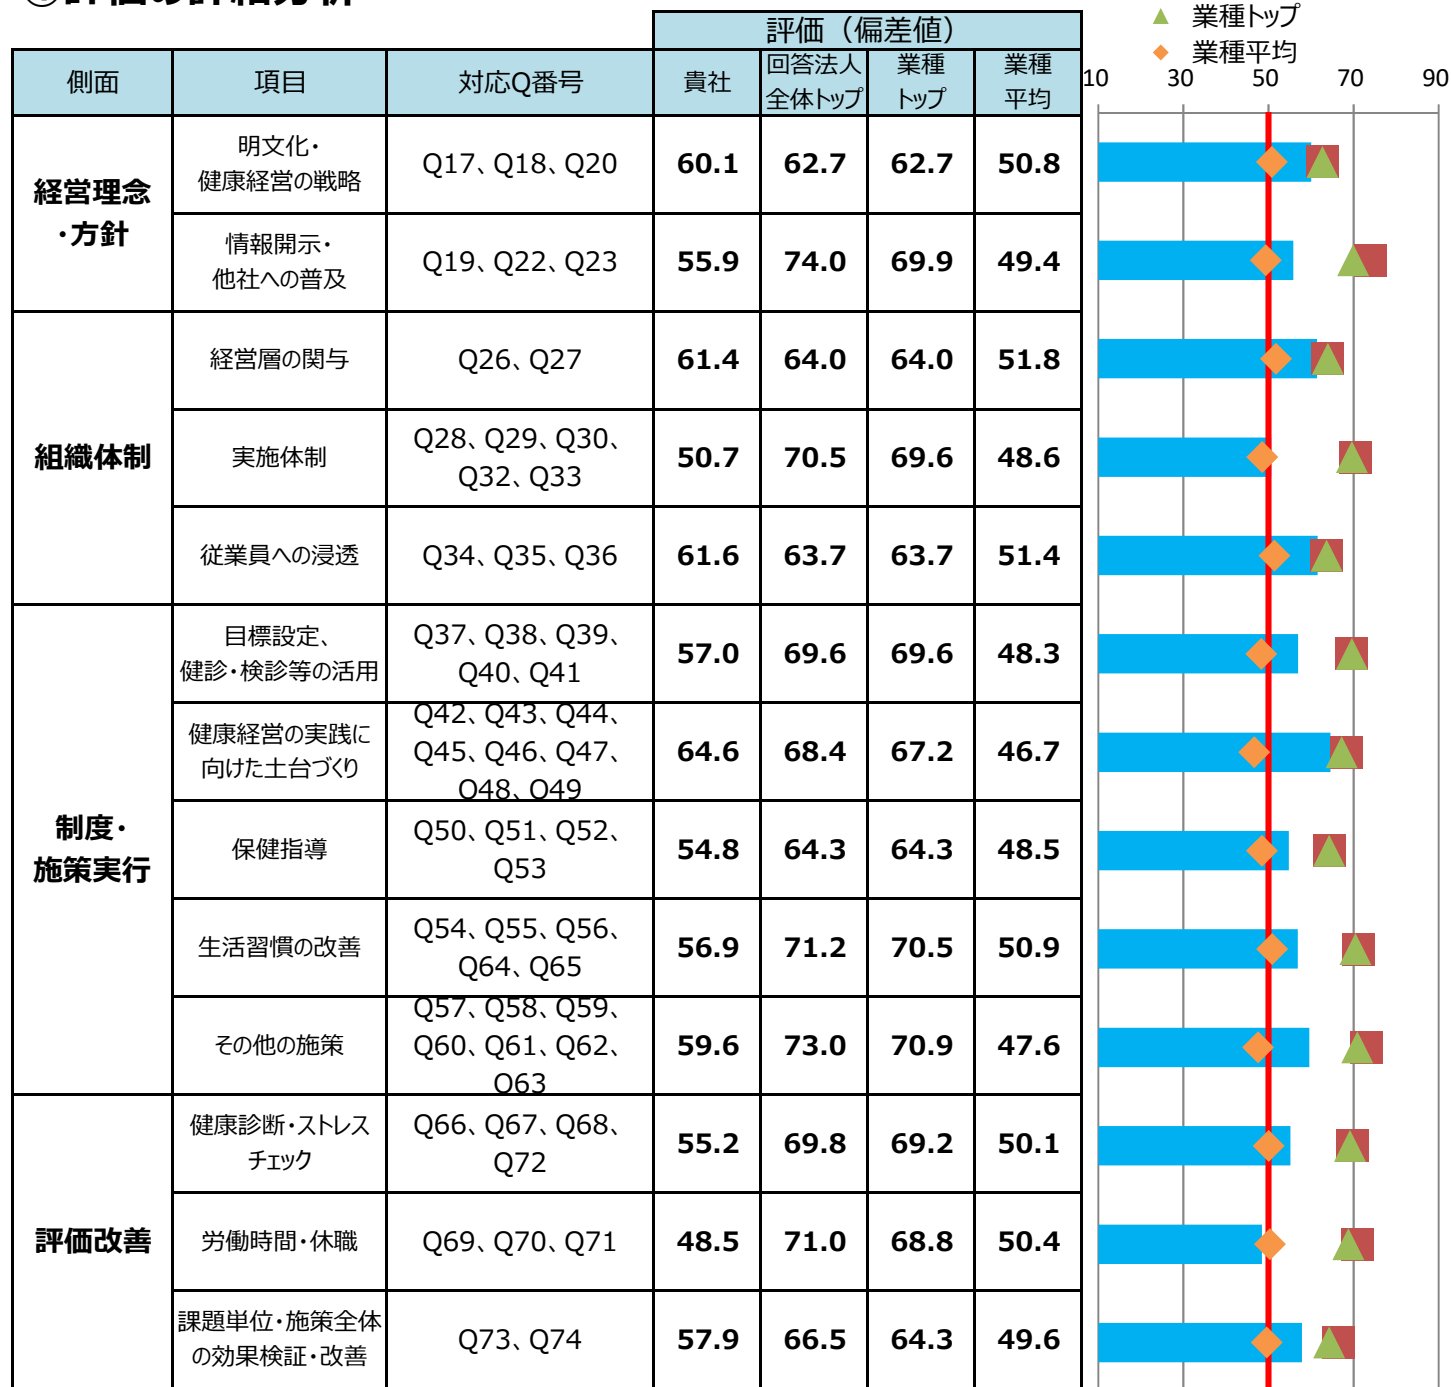 評価（偏差値）
業種トップ
業種平均
側面 項目 対応Q番号 貴社 回答法人 業種 業種
全体トップ トップ 平均
10 30 50 70 90
経営理念
・方針
明文化・
健康経営の戦略
Q17、Q18、Q20 60.1 62.7 62.7 50.8
情報開示・
他社への普及
Q19、Q22、Q23 55.9 74.0 69.9 49.4
組織体制
経営層の関与 Q26、Q27 61.4 64.0 64.0 51.8
実施体制
Q28、Q29、Q30、
Q32、Q33
50.7 70.5 69.6 48.6
従業員への浸透 Q34、Q35、Q36 61.6 63.7 63.7 51.4
制度・
施策実行
目標設定、
健診・検診等の活用
Q37、Q38、Q39、
Q40、Q41
57.0 69.6 69.6 48.3
健康経営の実践に
向けた土台づくり
Q42、Q43、Q44、
Q45、Q46、Q47、
Q48、Q49
64.6 68.4 67.2 46.7
保健指導
Q50、Q51、Q52、
Q53
54.8 64.3 64.3 48.5
生活習慣の改善
Q54、Q55、Q56、
Q64、Q65
56.9 71.2 70.5 50.9
その他の施策
Q57、Q58、Q59、
Q60、Q61、Q62、
Q63
59.6 73.0 70.9 47.6
評価改善
健康診断・ストレス
チェック
Q66、Q67、Q68、
Q72
55.2 69.8 69.2 50.1
労働時間・休職 Q69、Q70、Q71 48.5 71.0 68.8 50.4
課題単位・施策全体
の効果検証・改善
Q73、Q74 57.9 66.5 64.3 49.6